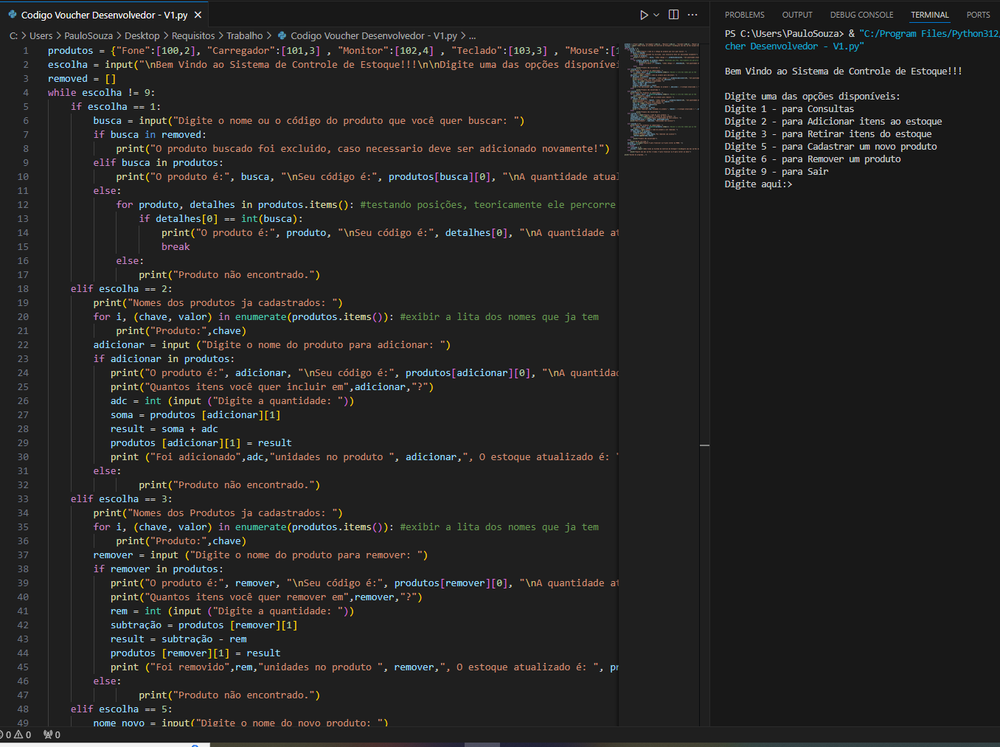 Codigo Voucher Desenvolvedor - V1.py
C: > Users > PauloSouza > Desktop > Requisitos > Trabalho > Codigo Voucher Desenvolvedor - V1.py > ...
1 produtos = {"Fone":[100,2], "Carregador":[101,3] , "Monitor":[102,4] , "Teclado":[103,3] , "Mouse":[1
2 escolha = input("\nBem Vindo ao Sistema de Controle de Estoque!!!\n\nDigite uma das opções disponívei
3 removed = []
4 while escolha != 9:
5 if escolha == 1:
6 busca = input("Digite o nome ou o código do produto que você quer buscar: ")
7 if busca in removed:
8 print("O produto buscado foi excluido, caso necessario deve ser adicionado novamente!")
9 elif busca in produtos:
10 print("O produto é:", busca, "\nSeu código é:", produtos[busca][0], "\nA quantidade atual
11 else:
12 for produto, detalhes in produtos.items(): #testando posições, teoricamente ele percorre
13 if detalhes[0] == int(busca):
14 print("O produto é:", produto, "\nSeu código é:", detalhes[0], "\nA quantidade at
15 break
16 else:
17 print("Produto não encontrado.")
18 elif escolha == 2:
19 print("Nomes dos produtos ja cadastrados: ")
20 for i, (chave, valor) in enumerate(produtos.items()): #exibir a lita dos nomes que ja tem
21 print("Produto:",chave)
22 adicionar = input ("Digite o nome do produto para adicionar: ")
23 if adicionar in produtos:
24 print("O produto é:", adicionar, "\nSeu código é:", produtos[adicionar][0], "\nA quantidad
25 print("Quantos itens você quer incluir em",adicionar,"?")
26 adc = int (input ("Digite a quantidade: "))
27 soma = produtos [adicionar][1]
28 result = soma + adc
29 produtos [adicionar][1] = result
30 print ("Foi adicionado",adc,"unidades no produto ", adicionar,", O estoque atualizado é: "
31 else:
32 print("Produto não encontrado.")
33 elif escolha == 3:
34 print("Nomes dos Produtos ja cadastrados: ")
35 for i, (chave, valor) in enumerate(produtos.items()): #exibir a lita dos nomes que ja tem
36 print("Produto:",chave)
37 remover = input ("Digite o nome do produto para remover: ")
38 if remover in produtos:
39 print("O produto é:", remover, "\nSeu código é:", produtos[remover][0], "\nA quantidade at
40 print("Quantos itens você quer remover em",remover,"?")
41 rem = int (input ("Digite a quantidade: "))
42 subtração = produtos [remover][1]
43 result = subtração - rem
44 produtos [remover][1] = result
45 print ("Foi removido",rem,"unidades no produto ", remover,", O estoque atualizado é: ", pr
46 else:
47 print("Produto não encontrado.")
48 elif escolha == 5:
49 nome novo = input("Digite o nome do novo produto: ")
PROBLEMS OUTPUT DEBUG CONSOLE TERMINAL PORTS
PS C:\Users\PauloSouza> & "C:/Program Files/Python312/
cher Desenvolvedor - V1.py"
Bem Vindo ao Sistema de Controle de Estoque!!!
Digite uma das opções disponíveis:
Digite 1 - para Consultas
Digite 2 - para Adicionar itens ao estoque
Digite 3 - para Retirar itens do estoque
Digite 5 - para Cadastrar um novo produto
Digite 6 - para Remover um produto
Digite 9 - para Sair
Digite aqui:>
0 0 0